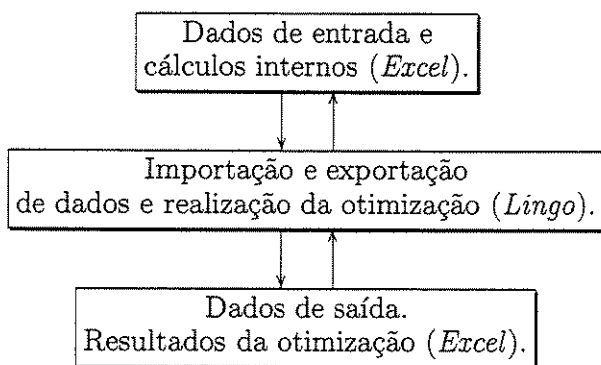 Dados de entrada e
cálculos internos (Excel).
Importação e exportação
de dados e realização da otimização (Lingo).
Dados de saída.
Resultados da otimização (Excel).